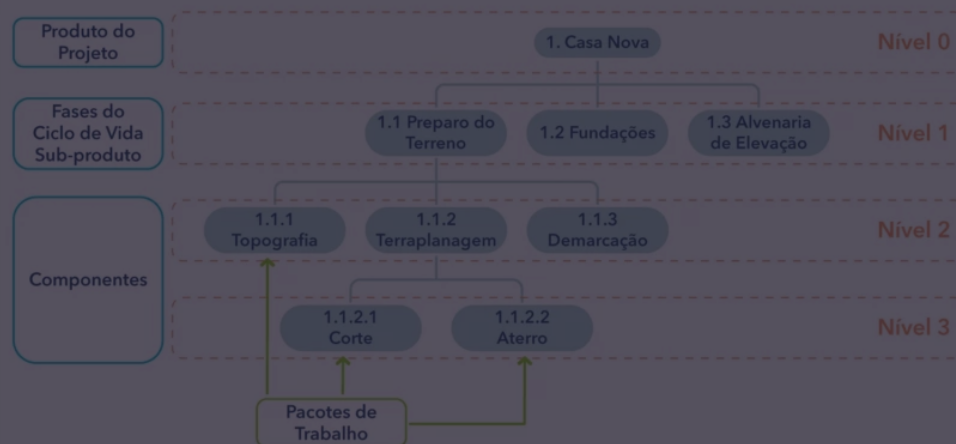 Produto do
Projeto
1. Casa Nova
Nível 0
Fases do
Ciclo de Vida
Sub-produto
1.1 Preparo do
Terreno
1.2 Fundações
1.3 Alvenaria
de Elevação
Nível 1
Componentes
1.1.1
Topografia
1.1.2
Terraplanagem
1.1.3
Demarcação
Nível 2
1.1.2.1
Corte
1.1.2.2
Aterro
Nível 3
Pacotes de
Trabalho